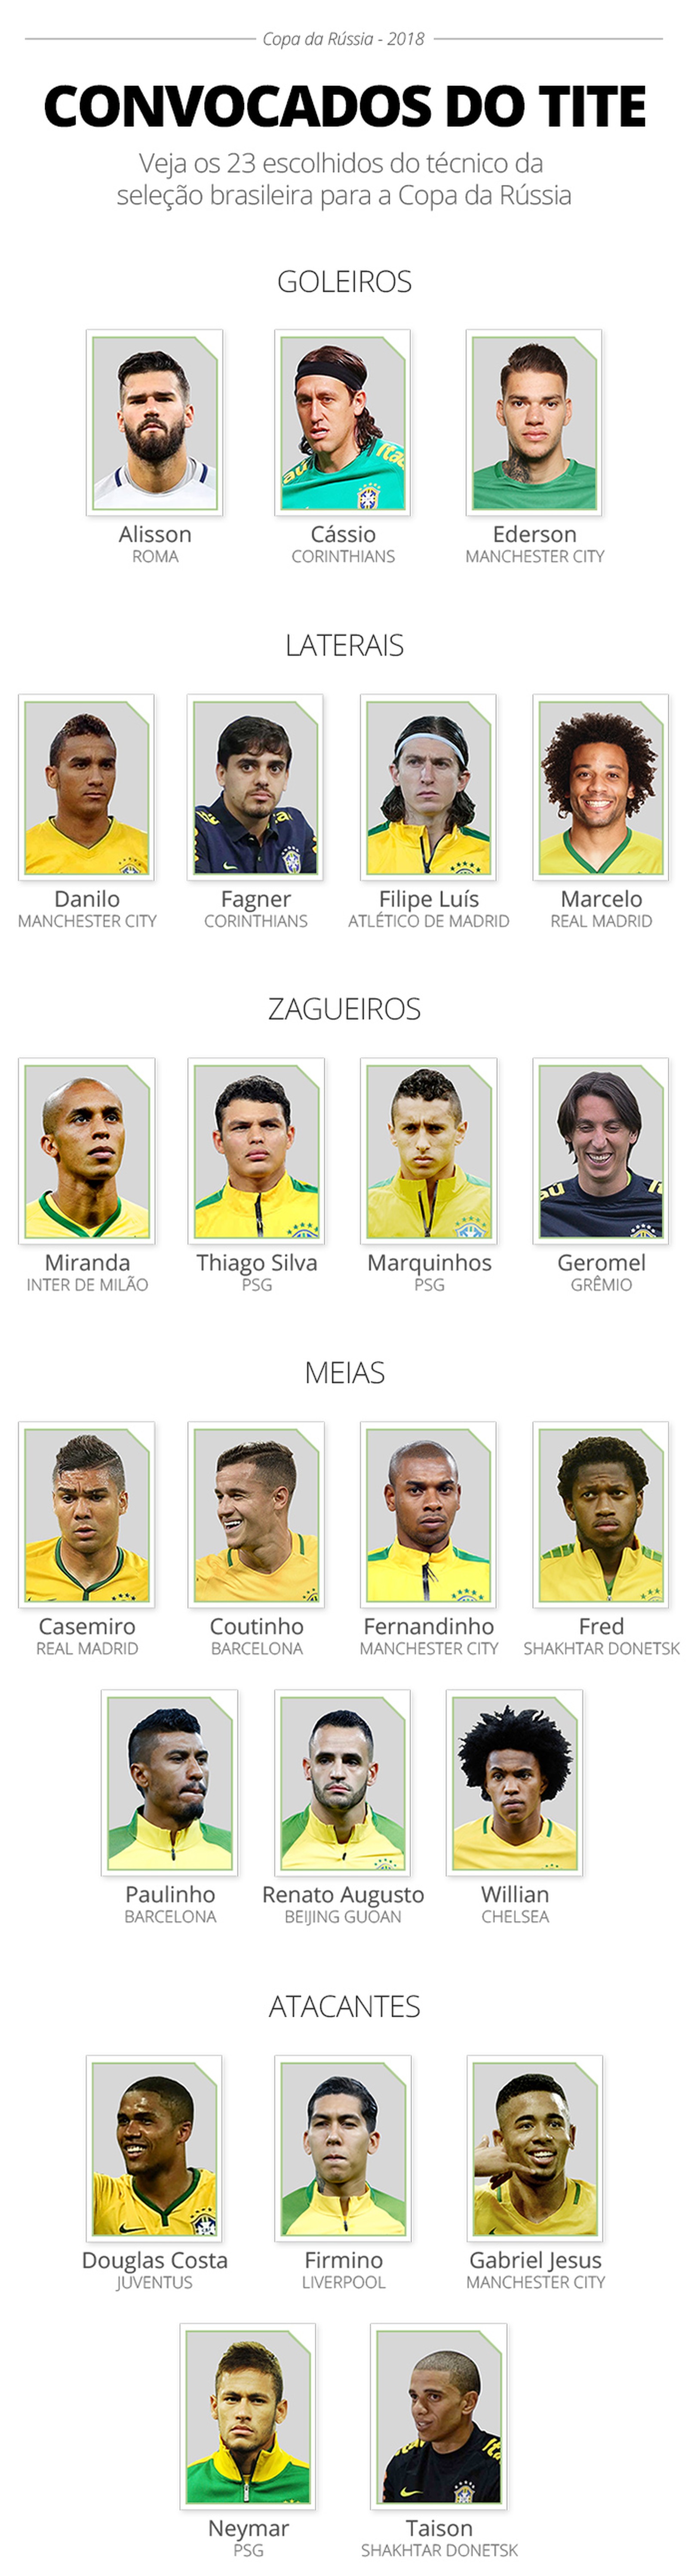 Copa da Rússia - 2018
CONVOCADOS DO TITE
Veja os 23 escolhidos do técnico da
seleção brasileira para a Copa da Rússia
GOLEIROS
Alisson
ROMA
Cássio
CORINTHIANS
Ederson
MANCHESTER CITY
LATERAIS
Danilo
MANCHESTER CITY
Fagner
CORINTHIANS
Filipe Luís
ATLÉTICO DE MADRID
Marcelo
REAL MADRID
ZAGUEIROS
Miranda
INTER DE MILÃO
Thiago Silva
PSG
Marquinhos
PSG
Geromel
GRÊMIO
MEIAS
Casemiro
REAL MADRID
Coutinho
BARCELONA
Fernandinho
MANCHESTER CITY
Fred
SHAKHTAR DONETSK
Paulinho
BARCELONA
Renato Augusto
BEIJING GUOAN
Willian
CHELSEA
ATACANTES
Douglas Costa
JUVENTUS
Firmino
LIVERPOOL
Gabriel Jesus
MANCHESTER CITY
Neymar
PSG
Taison
SHAKHTAR DONETSK